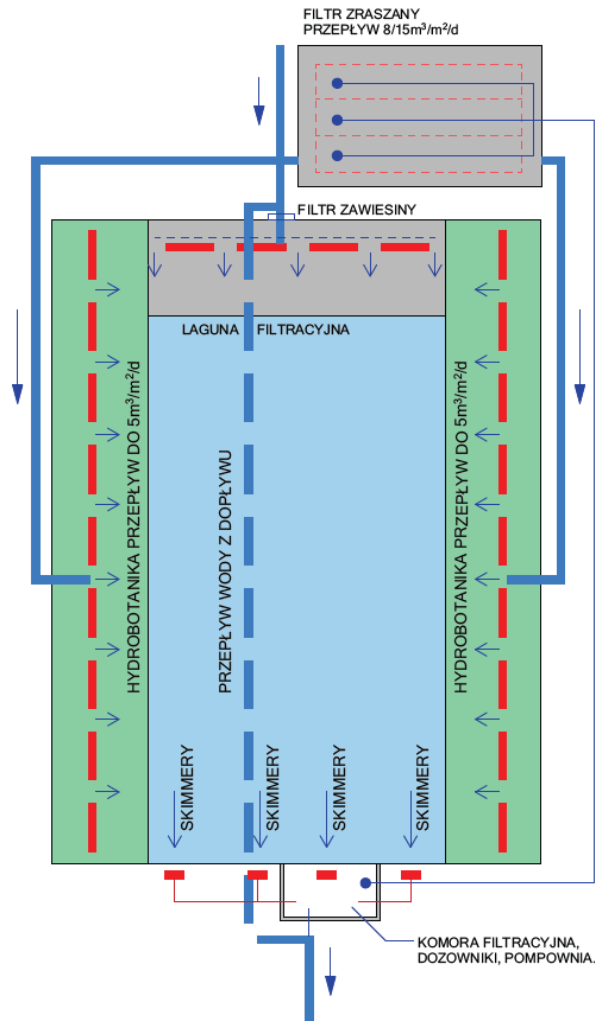 FILTR ZRASZANY
PRZEPŁYW 8/15m³/m²/d
FILTR ZAWIESINY
LAGUNA FILTRACYJNA
HYDROBOTANIKA PRZEPŁYW DO 5m³/m²/d
PRZEPŁYW WODY Z DOPŁYWU
HYDROBOTANIKA PRZEPŁYW DO 5m³/m²/d
SKIMMERY
SKIMMERY
SKIMMERY
SKIMMERY
KOMORA FILTRACYJNA,
DOZOWNIKI, POMPOWNIA.